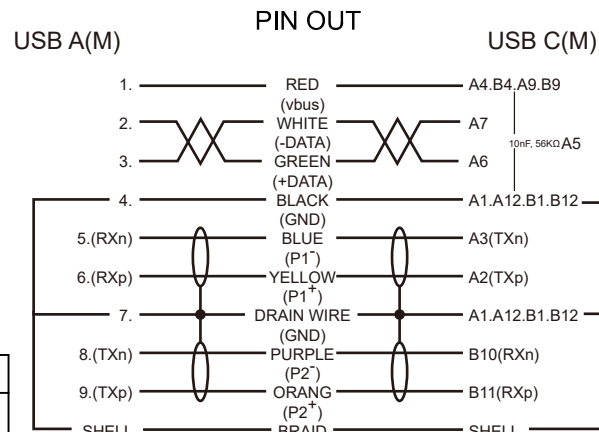 PIN OUT
USB A(M) USB C(M)
1. RED A4.B4.A9.B9
(vbus)
2. WHITE A7
(-DATA) 10nF, 56KΩ A5
3. GREEN A6
(+DATA)
4. BLACK A1.A12.B1.B12
(GND)
5.(RXn) BLUE A3(TXn)
(P1-)
6.(RXp) YELLOW A2(TXp)
(P1+)
7. DRAIN WIRE A1.A12.B1.B12
(GND)
8.(TXn) PURPLE B10(RXn)
(P2-)
9.(TXp) ORANG B11(RXp)
(P2+)
SHELL BRAID SHELL